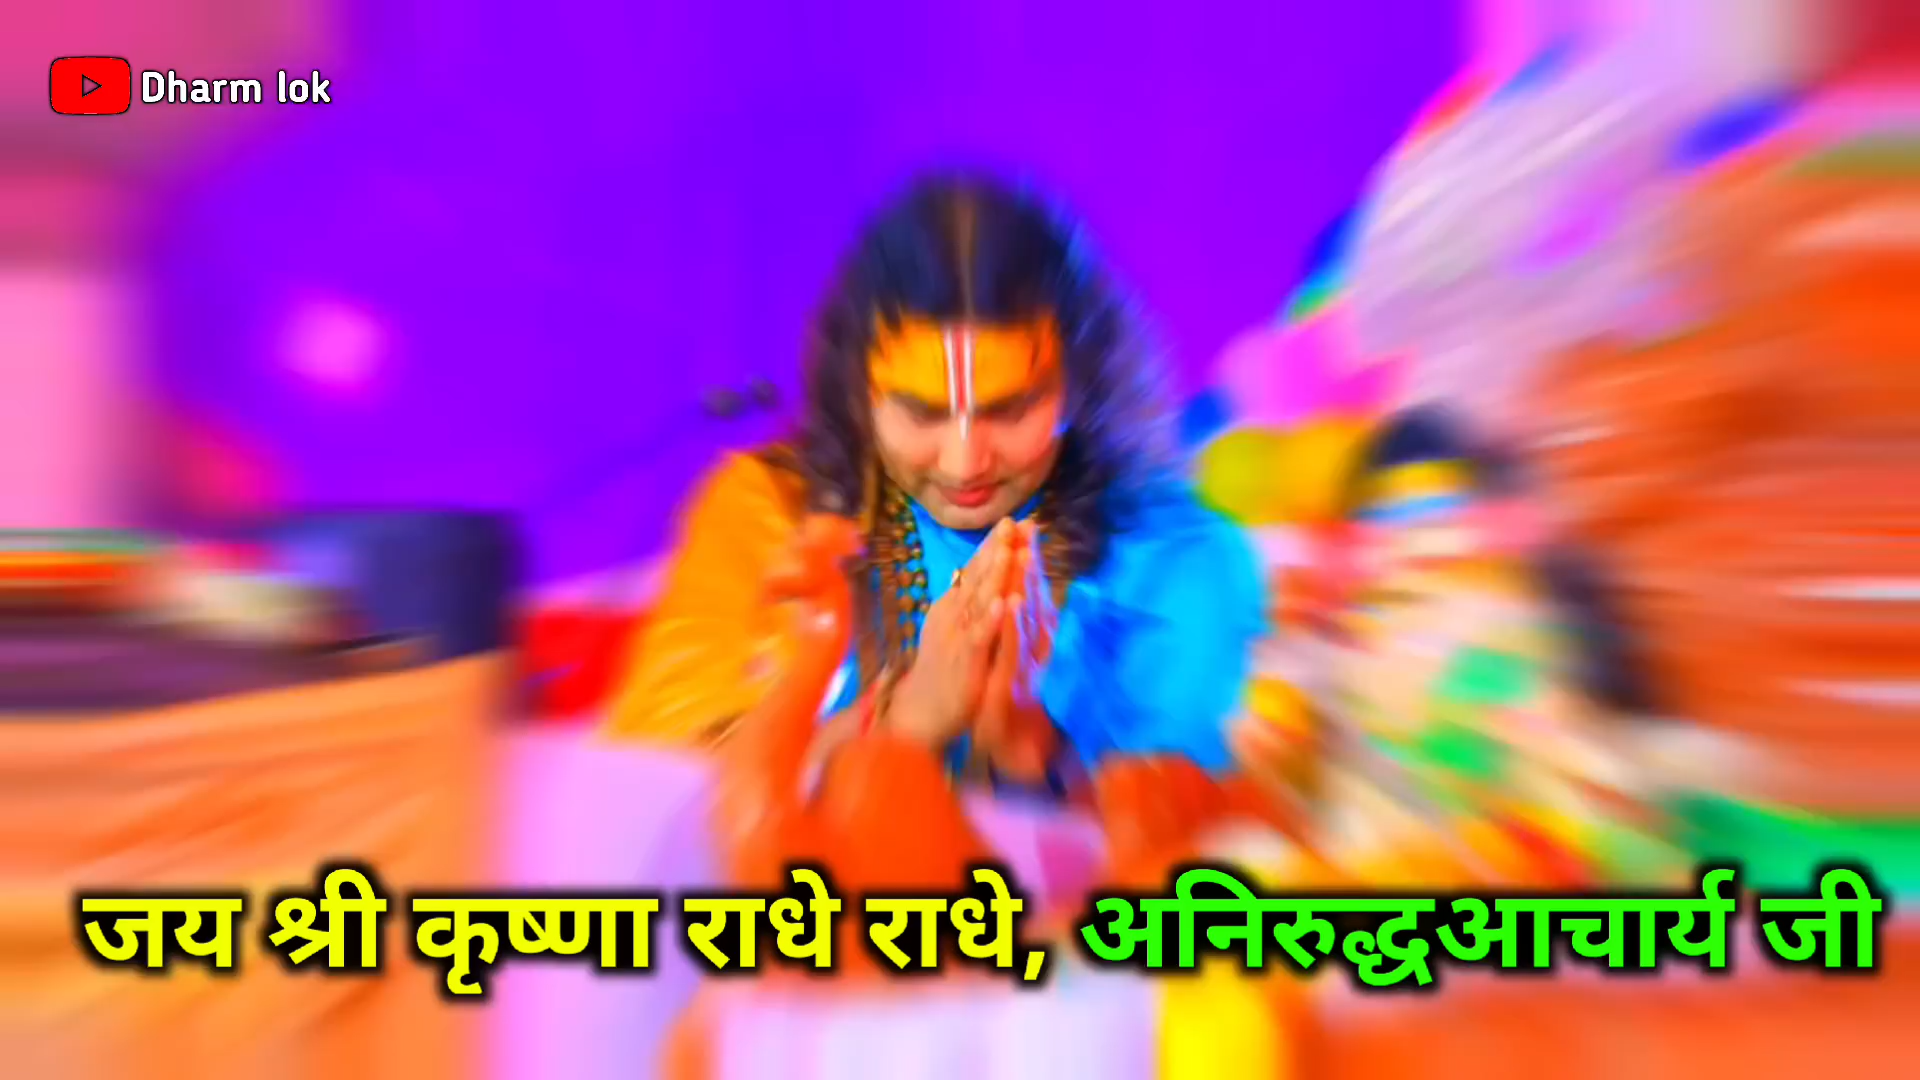 Dharm lok
जय श्री कृष्णा राधे राधे, अनिरुद्धआचार्य जी